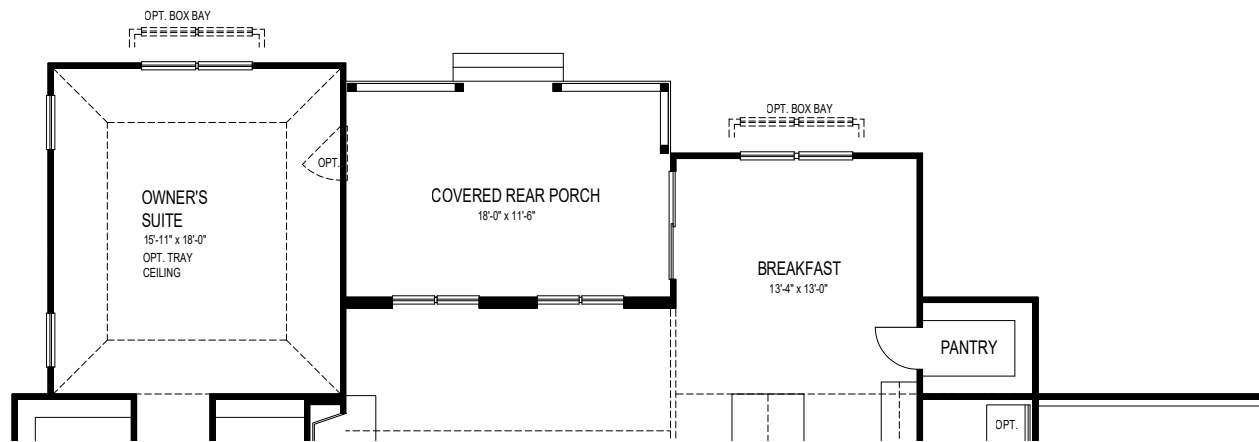 OPT. BOX BAY
OPT. BOX BAY
OPT.
OWNER'S
SUITE
15'-11" x 18'-0"
OPT. TRAY
CEILING
COVERED REAR PORCH
18'-0" x 11'-6"
BREAKFAST
13'-4" x 13'-0"
PANTRY
OPT.